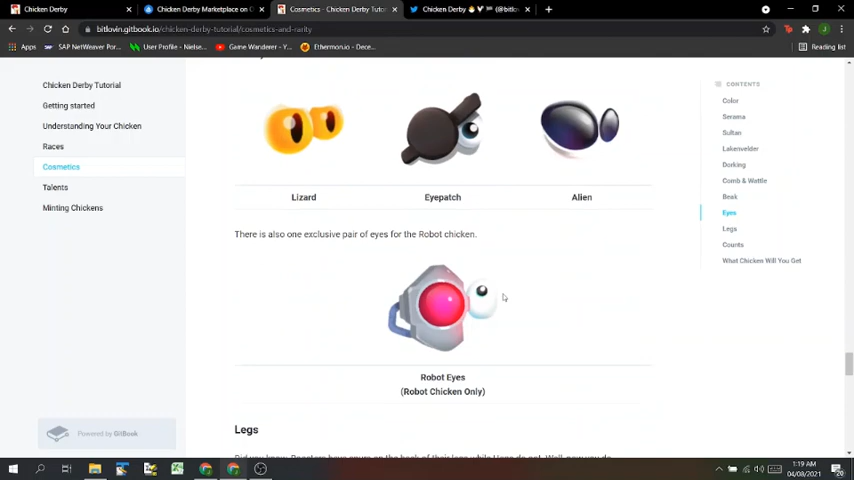 Chicken Derby
Chicken Derby Marketplace on O
Cosmetics - Chicken Derby Tuto
Chicken Derby
bitlovin.gitbook.io/chicken-derby-tutorial/cosmetics-and-rarity
Apps
SAP NetWeaver Por...
User Profile - Nielse...
Game Wanderer - Y...
Ethermon.io - Dece...
Reading list
Chicken Derby Tutorial
Getting started
Understanding Your Chicken
Races
Cosmetics
Talents
Minting Chickens
Powered by GitBook
Lizard
Eyepatch
Alien
There is also one exclusive pair of eyes for the Robot chicken.
Robot Eyes
(Robot Chicken Only)
Legs
CONTENTS
Color
Serama
Sultan
Lakenvelder
Dorking
Comb & Wattle
Beak
Eyes
Legs
Counts
What Chicken Will You Get
1:19 AM
04/08/2021
20